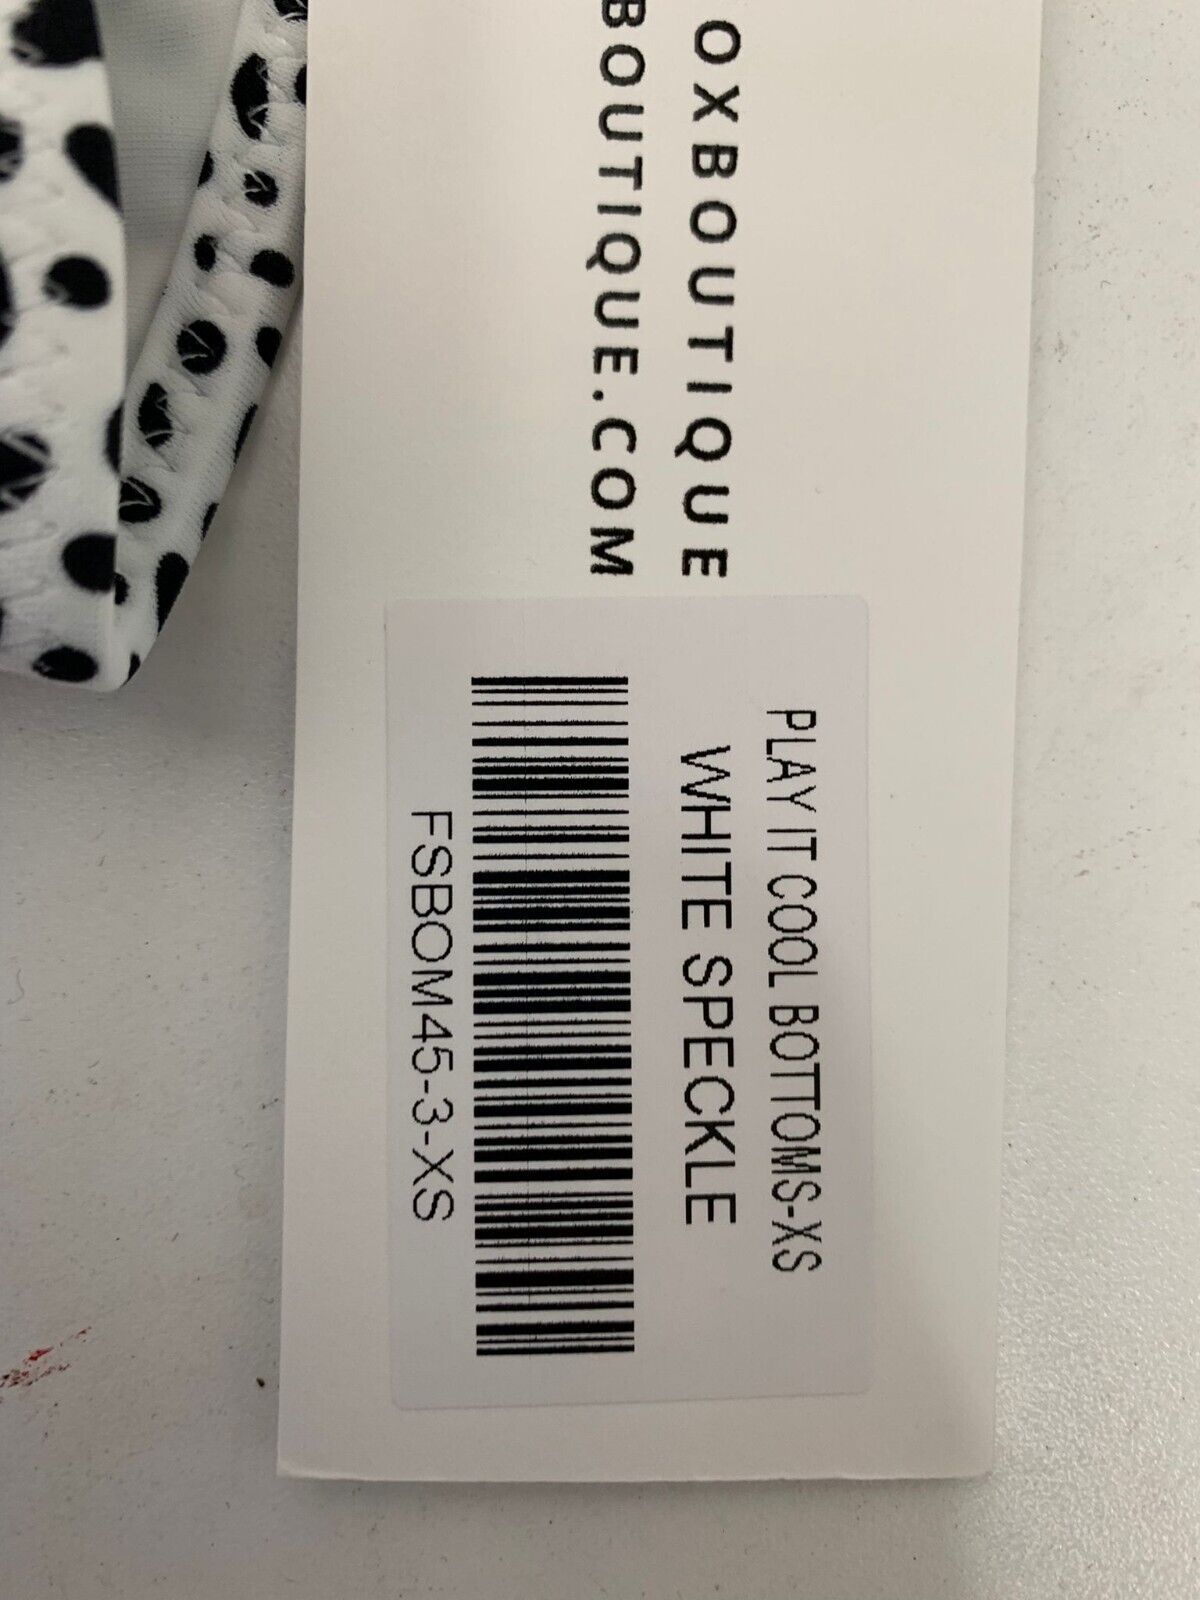 OXBOUTIQUE
BOUTIQUE.COM
PLAY IT COOL BOTTOMS-XS
WHITE SPECKLE
FSBOM45-3-XS